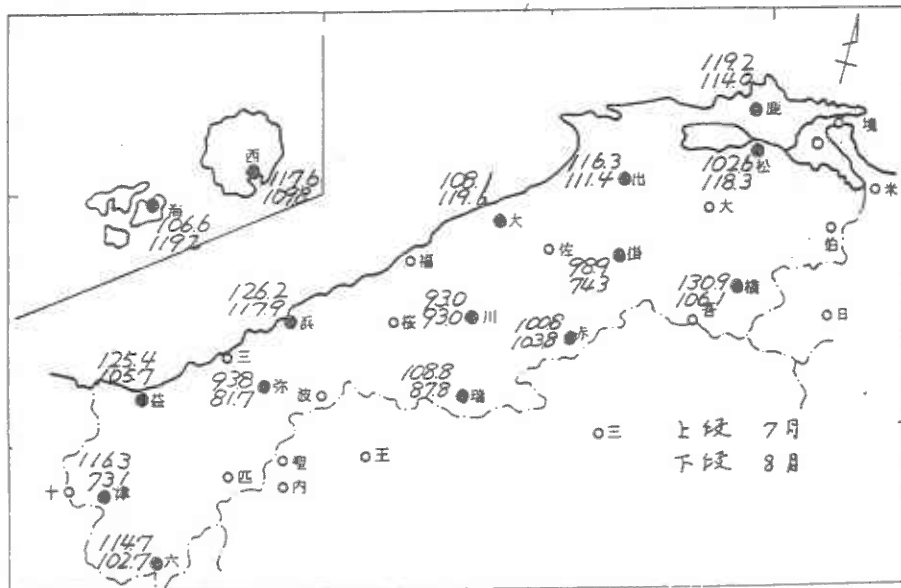 119.2
114.9
鹿
境
西
117.6
109.8
116.3
111.4
出
102.6
松
118.3
米
海
106.6
119.2
108.1
119.6
大
大
伯
福
佐
掛
98.9
74.3
126.2
117.9
浜
93.0
93.0
川
桜
130.9
106.1
横
日
100.8
103.8
赤
125.4
105.7
益
三
93.8
81.7
弥
波
108.8
87.8
瑞
三
上段 7月
下段 8月
116.3
73.1
十
津
匹
聖
内
王
114.7
102.7
六